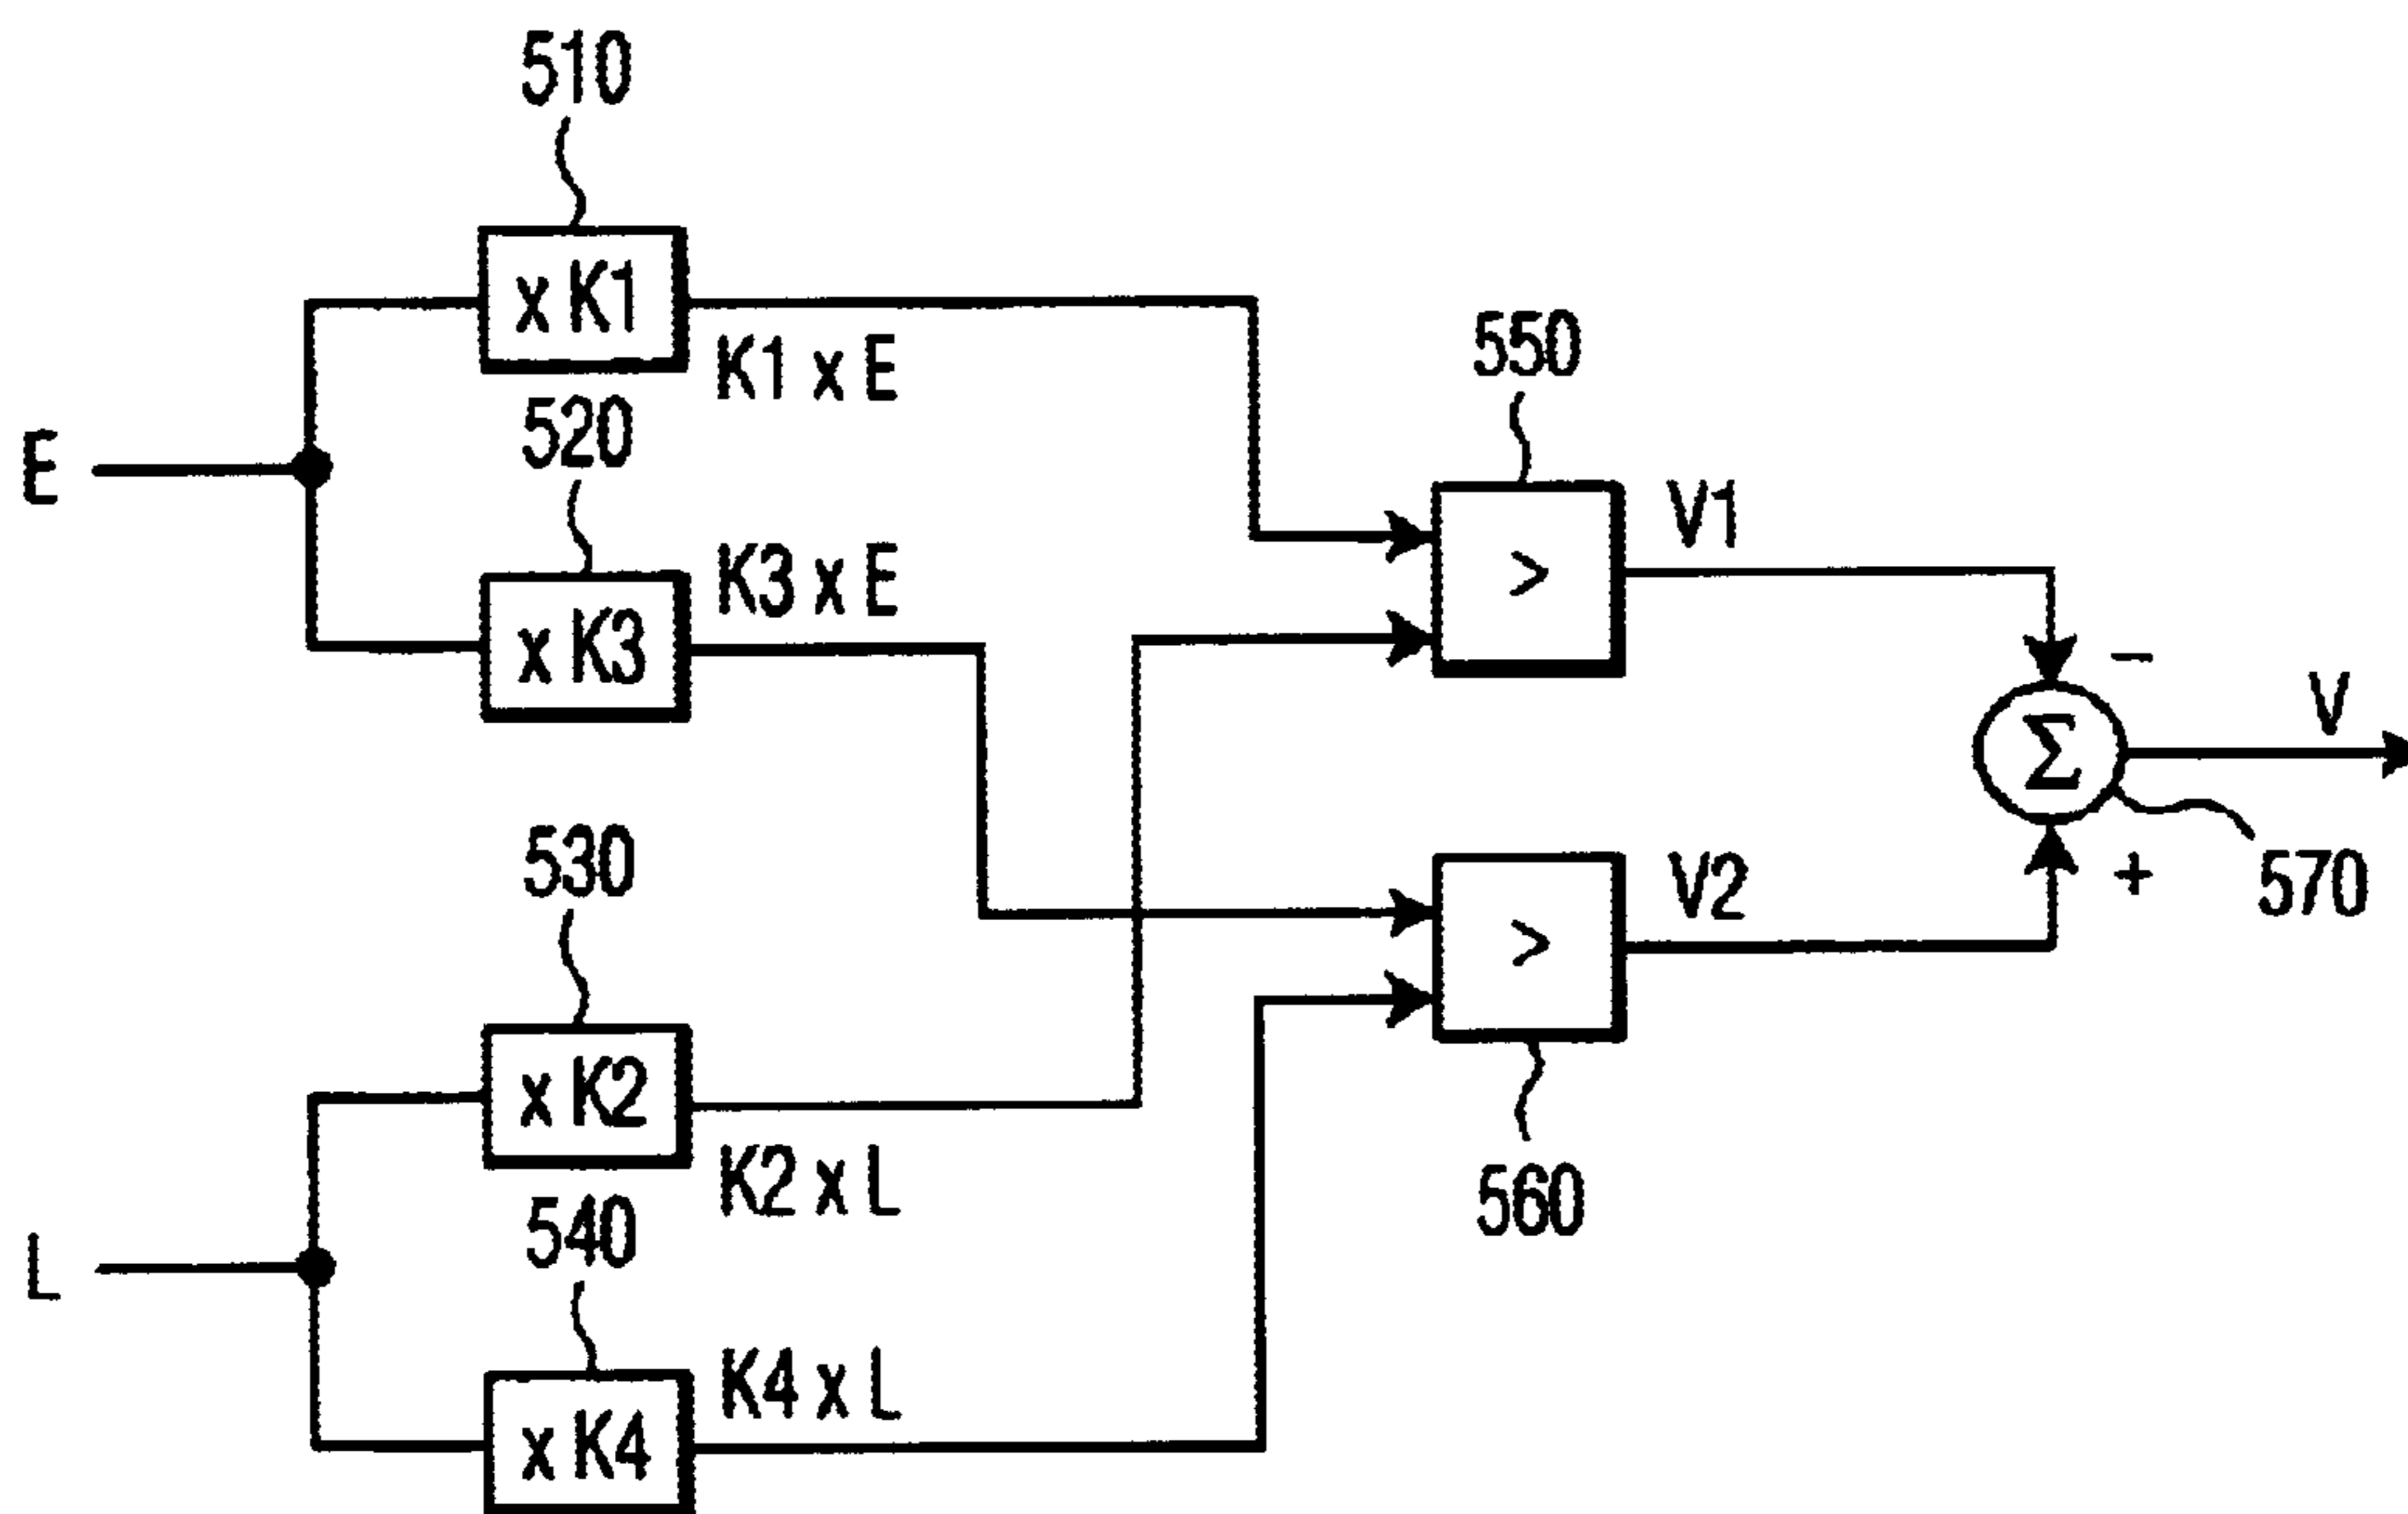 510
x K1
K1 x E
550
520
E
V1
K3 x E
>
x K3
-
V
Σ
530
V2
+
570
>
x K2
K2 x L
560
540
L
K4 x L
x K4